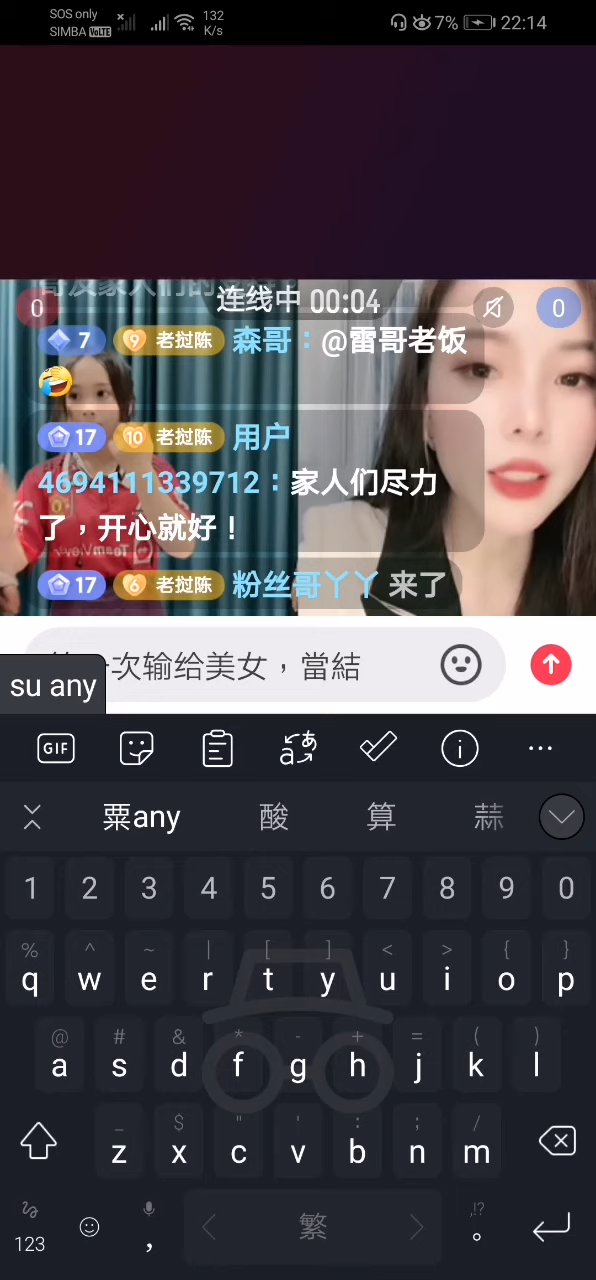 SOS only
SIMBA VoLTE
132
K/s
7%
22:14
0
连线中 00:04
0
7 9 老挝陈 森哥：@雷哥老饭
🤣
17 10 老挝陈 用户
4694111339712：家人们尽力
了，开心就好！
17 6 老挝陈 粉丝哥丫丫 来了
一次输给美女，當結
su any
GIF
粟any 酸 算 蒜
1 2 3 4 5 6 7 8 9 0
% ^ ~ | [ ] < > { }
q w e r t y u i o p
@ # & * - + = ( )
a s d f g h j k l
_ $ " ' : ; /
z x c v b n m
123 , 繁 ,!? 。